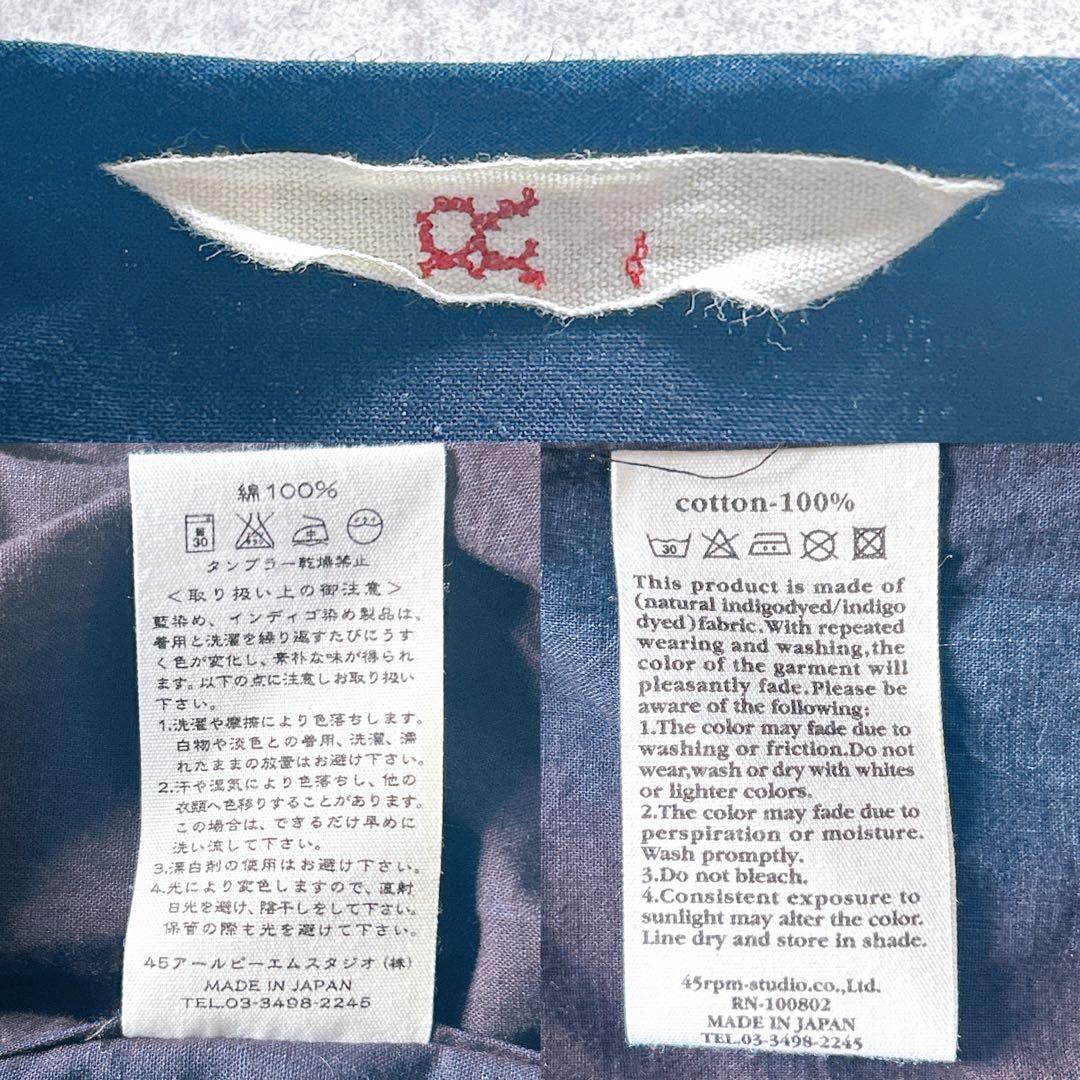 R
綿100%
麗
30
エンソサラシ
中
ドライ
タンブラー乾燥禁止
<取り扱い上の御注意>
藍染め、インディゴ染め製品は、
着用と洗濯を繰り返すたびにうす
く色が変化し、素朴な味が得られ
ます。以下の点に注意しお取り扱い
下さい。
1.洗濯や摩擦により色落ちします。
白物や淡色との着用、洗濯、濡
れたままの放置はお避け下さい。
2.汗や湿気により色落ちし、他の
衣類へ色移りすることがあります。
この場合は、できるだけ早めに
洗い流して下さい。
3.漂白剤の使用はお避け下さい。
4.光により変色しますので、直射
日光を避け、陰干しをして下さい。
保管の際も光を避けて下さい。
45アールピーエムスタジオ(株)
MADE IN JAPAN
TEL.03-3498-2245
cotton-100%
30
This product is made of
(natural indigodyed/indigo
dyed)fabric.With repeated
wearing and washing,the
color of the garment will
pleasantly fade.Please be
aware of the following:
1.The color may fade due to
washing or friction.Do not
wear,wash or dry with whites
or lighter colors.
2.The color may fade due to
perspiration or moisture.
Wash promptly.
3.Do not bleach.
4.Consistent exposure to
sunlight may alter the color.
Line dry and store in shade.
45rpm-studio.co.,Ltd.
RN-100802
MADE IN JAPAN
TEL.03-3498-2245